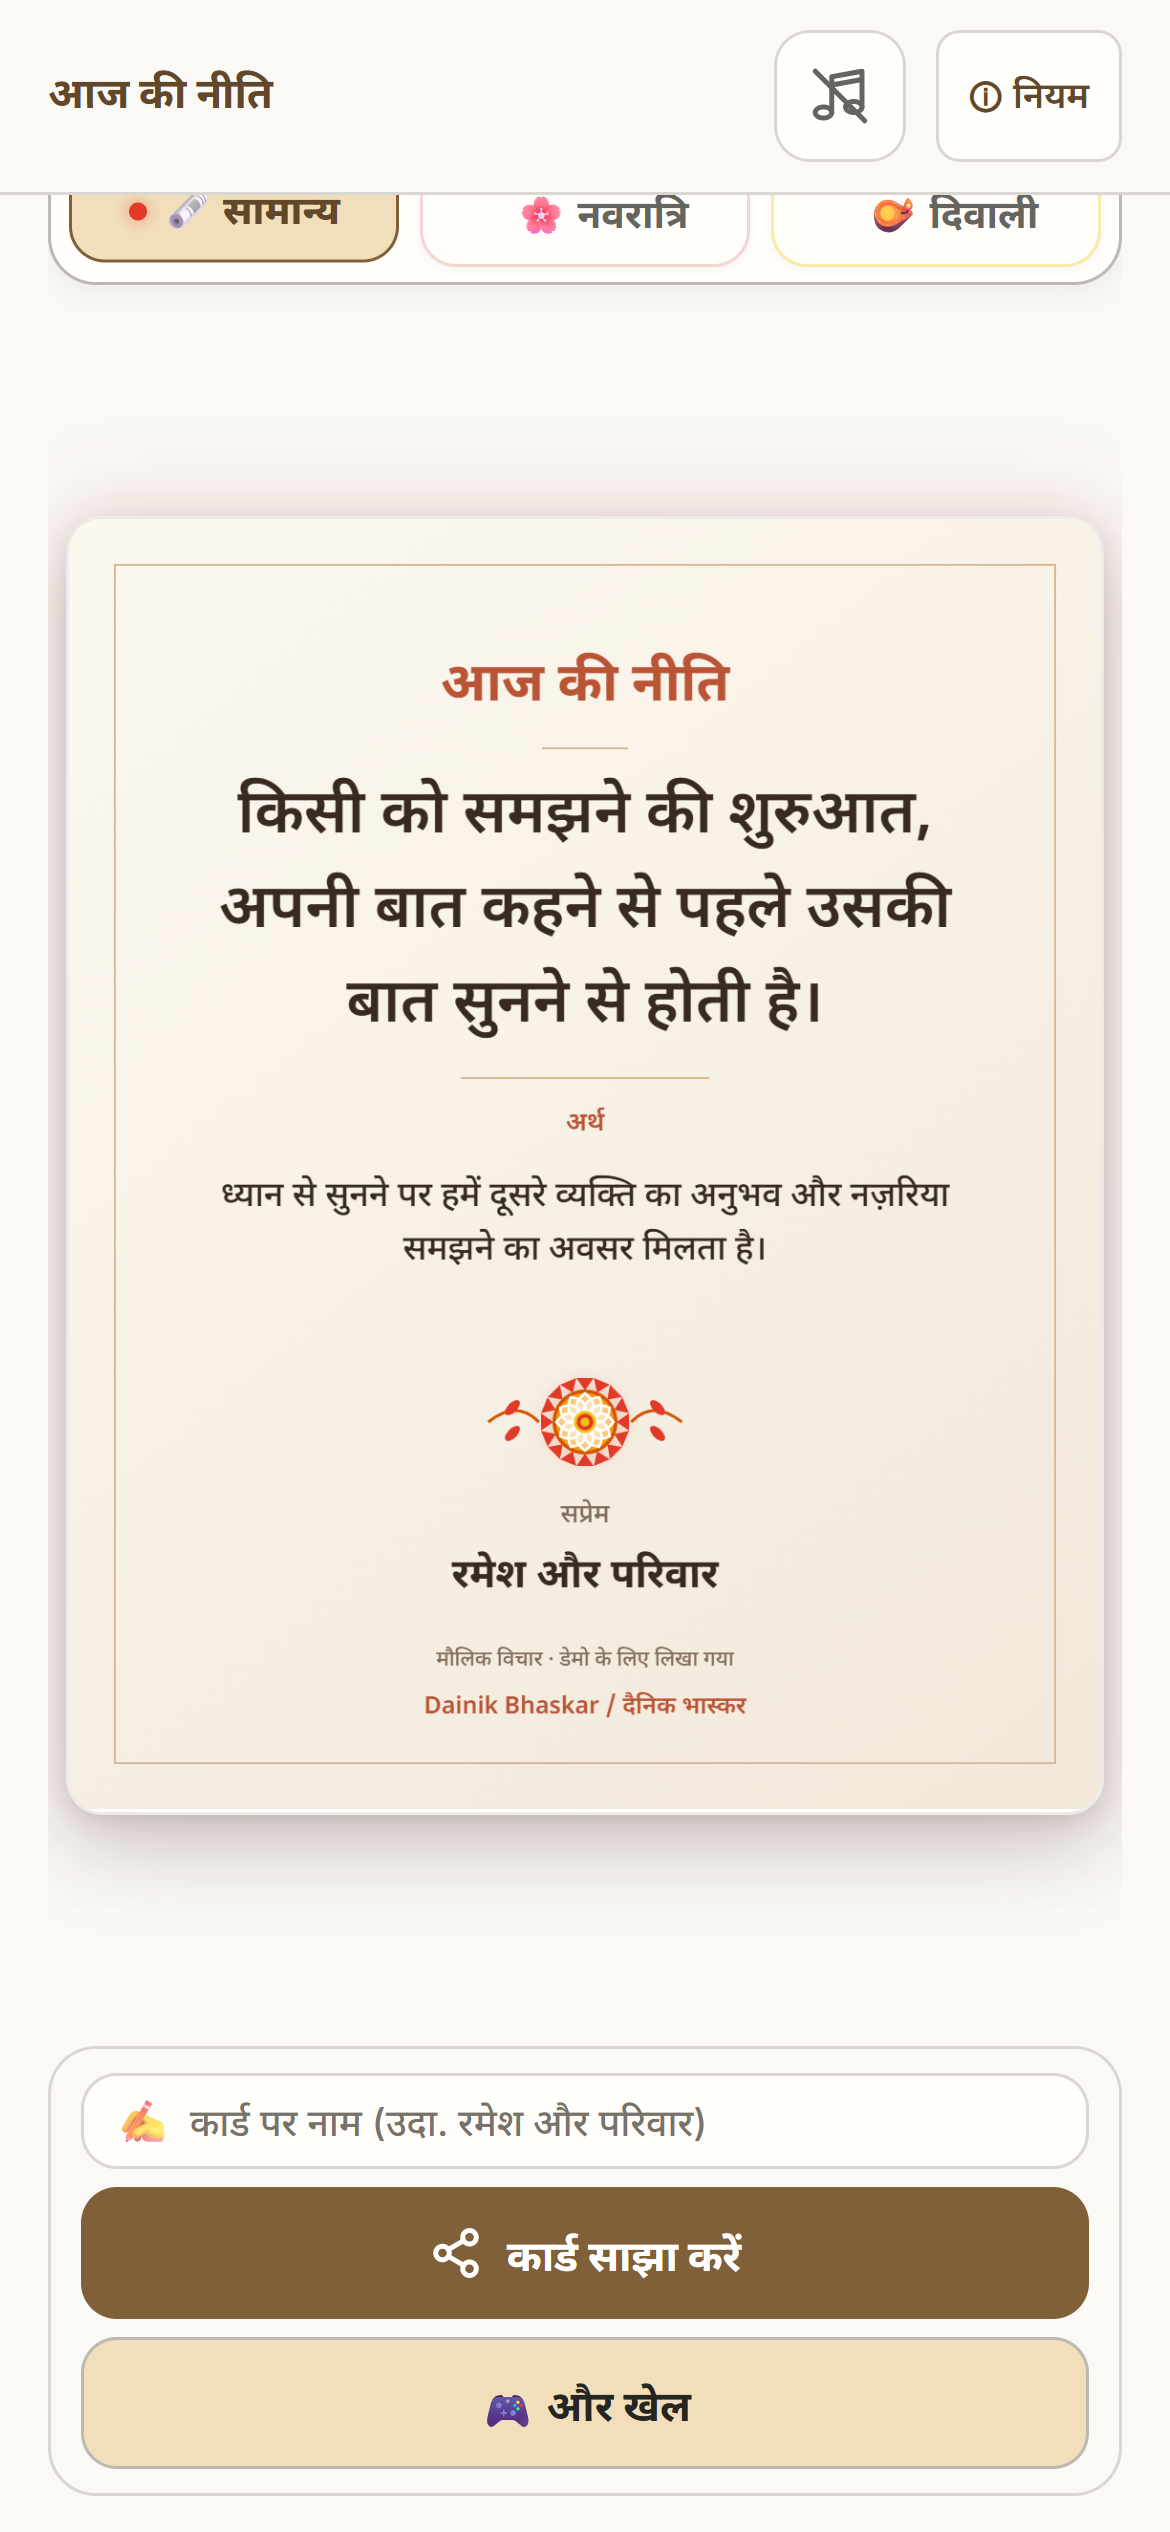 आज की नीति
नियम
सामान्य
नवरात्रि
दिवाली
आज की नीति
किसी को समझने की शुरुआत,
अपनी बात कहने से पहले उसकी
बात सुनने से होती है।
अर्थ
ध्यान से सुनने पर हमें दूसरे व्यक्ति का अनुभव और नज़रिया
समझने का अवसर मिलता है।
सप्रेम
रमेश और परिवार
मौलिक विचार · डेमो के लिए लिखा गया
Dainik Bhaskar / दैनिक भास्कर
कार्ड पर नाम (उदा. रमेश और परिवार)
कार्ड साझा करें
और खेल